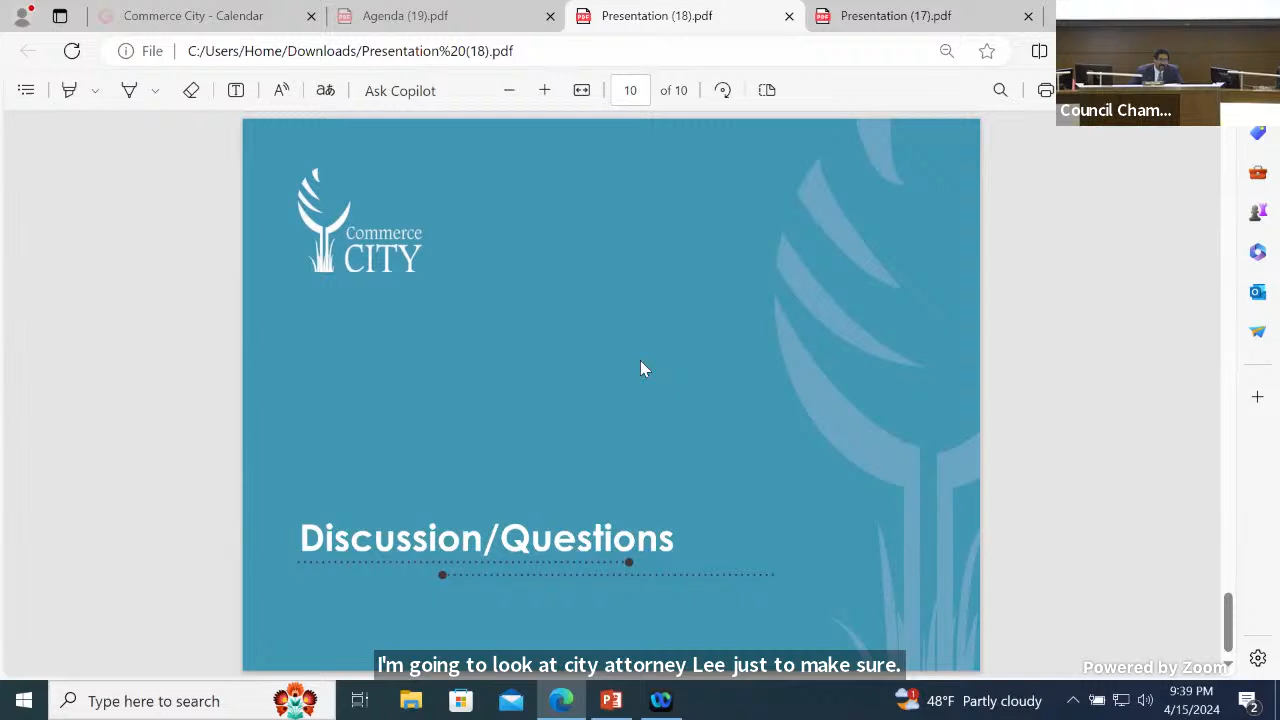 Commerce City - Calendar
Agenda (19).pdf
Presentation (18).pdf
Presentation (17).pdf
File
C:/Users/Home/Downloads/Presentation%20(18).pdf
Ask Copilot
10
of 10
Council Cham...
Commerce
CITY
Discussion/Questions
I'm going to look at city attorney Lee just to make sure.
Powered by Zoom
Type here to search
48°F Partly cloudy
9:39 PM
4/15/2024